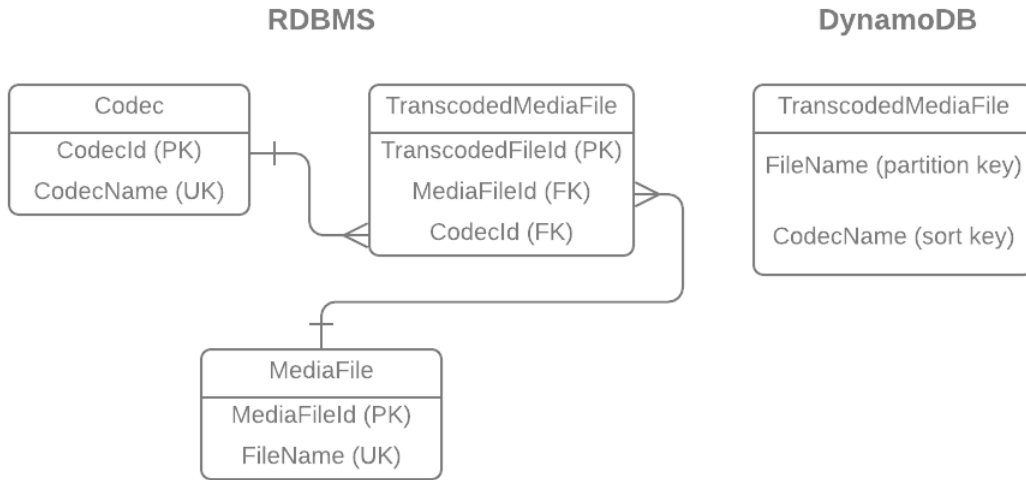 RDBMS
DynamoDB
Codec
CodecId (PK)
CodecName (UK)
TranscodedMediaFile
TranscodedFileId (PK)
MediaFileId (FK)
CodecId (FK)
TranscodedMediaFile
FileName (partition key)
CodecName (sort key)
MediaFile
MediaFileId (PK)
FileName (UK)